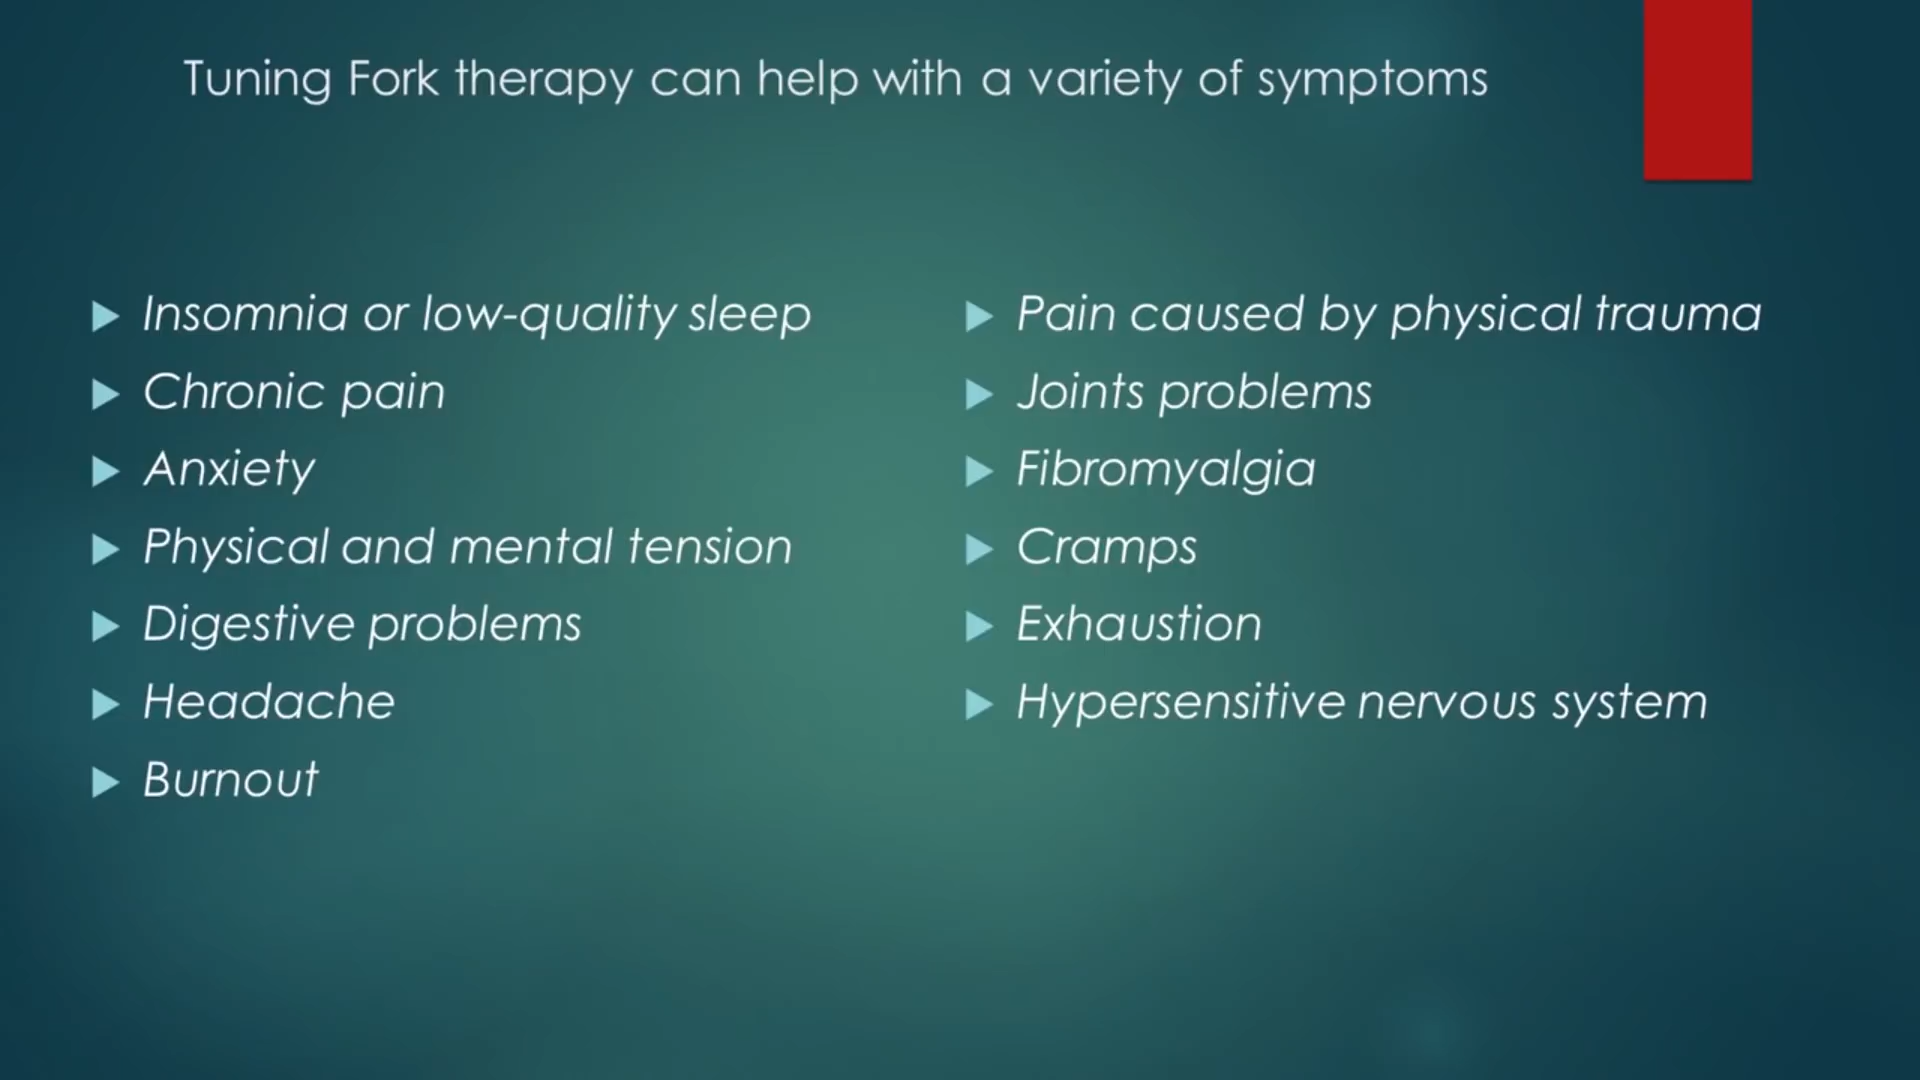 Tuning Fork therapy can help with a variety of symptoms
Insomnia or low-quality sleep
Chronic pain
Anxiety
Physical and mental tension
Digestive problems
Headache
Burnout
Pain caused by physical trauma
Joints problems
Fibromyalgia
Cramps
Exhaustion
Hypersensitive nervous system